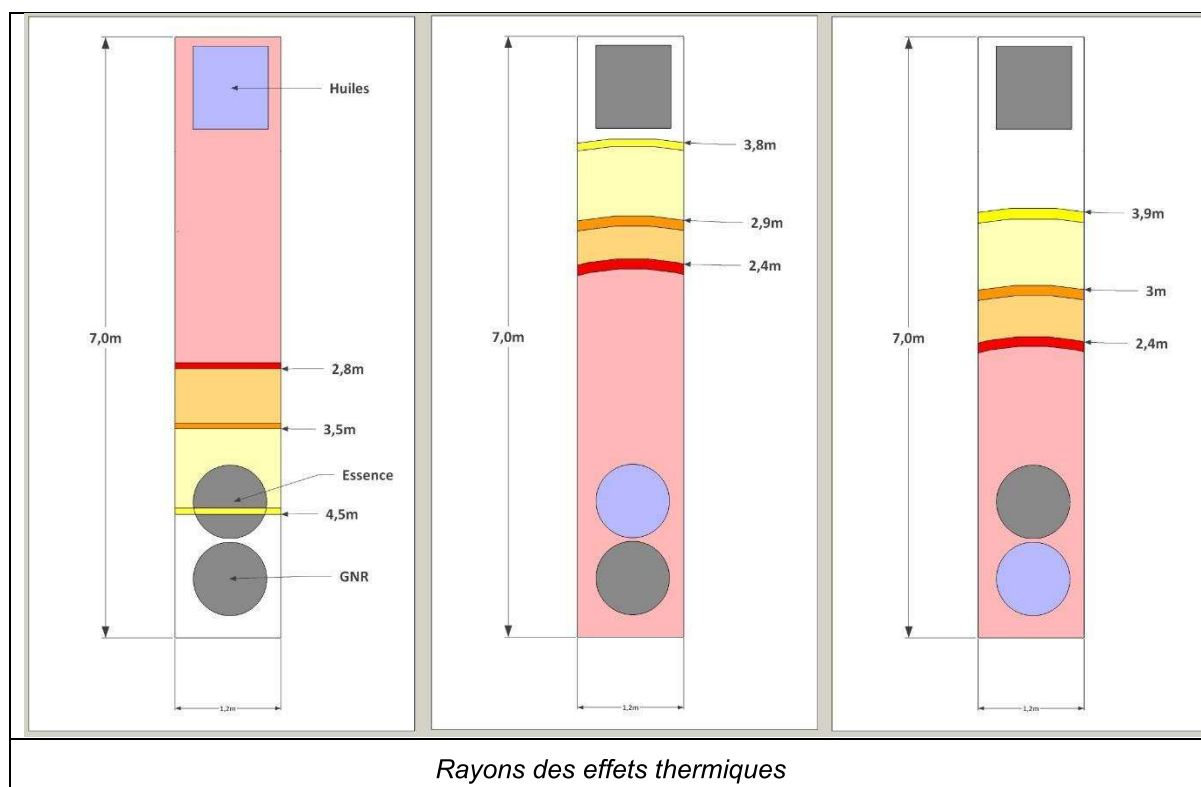 Huiles
7,0m
2,8m
3,5m
Essence
4,5m
GNR
1,2m
3,8m
2,9m
2,4m
7,0m
1,2m
3,9m
3m
2,4m
7,0m
1,2m
Rayons des effets thermiques